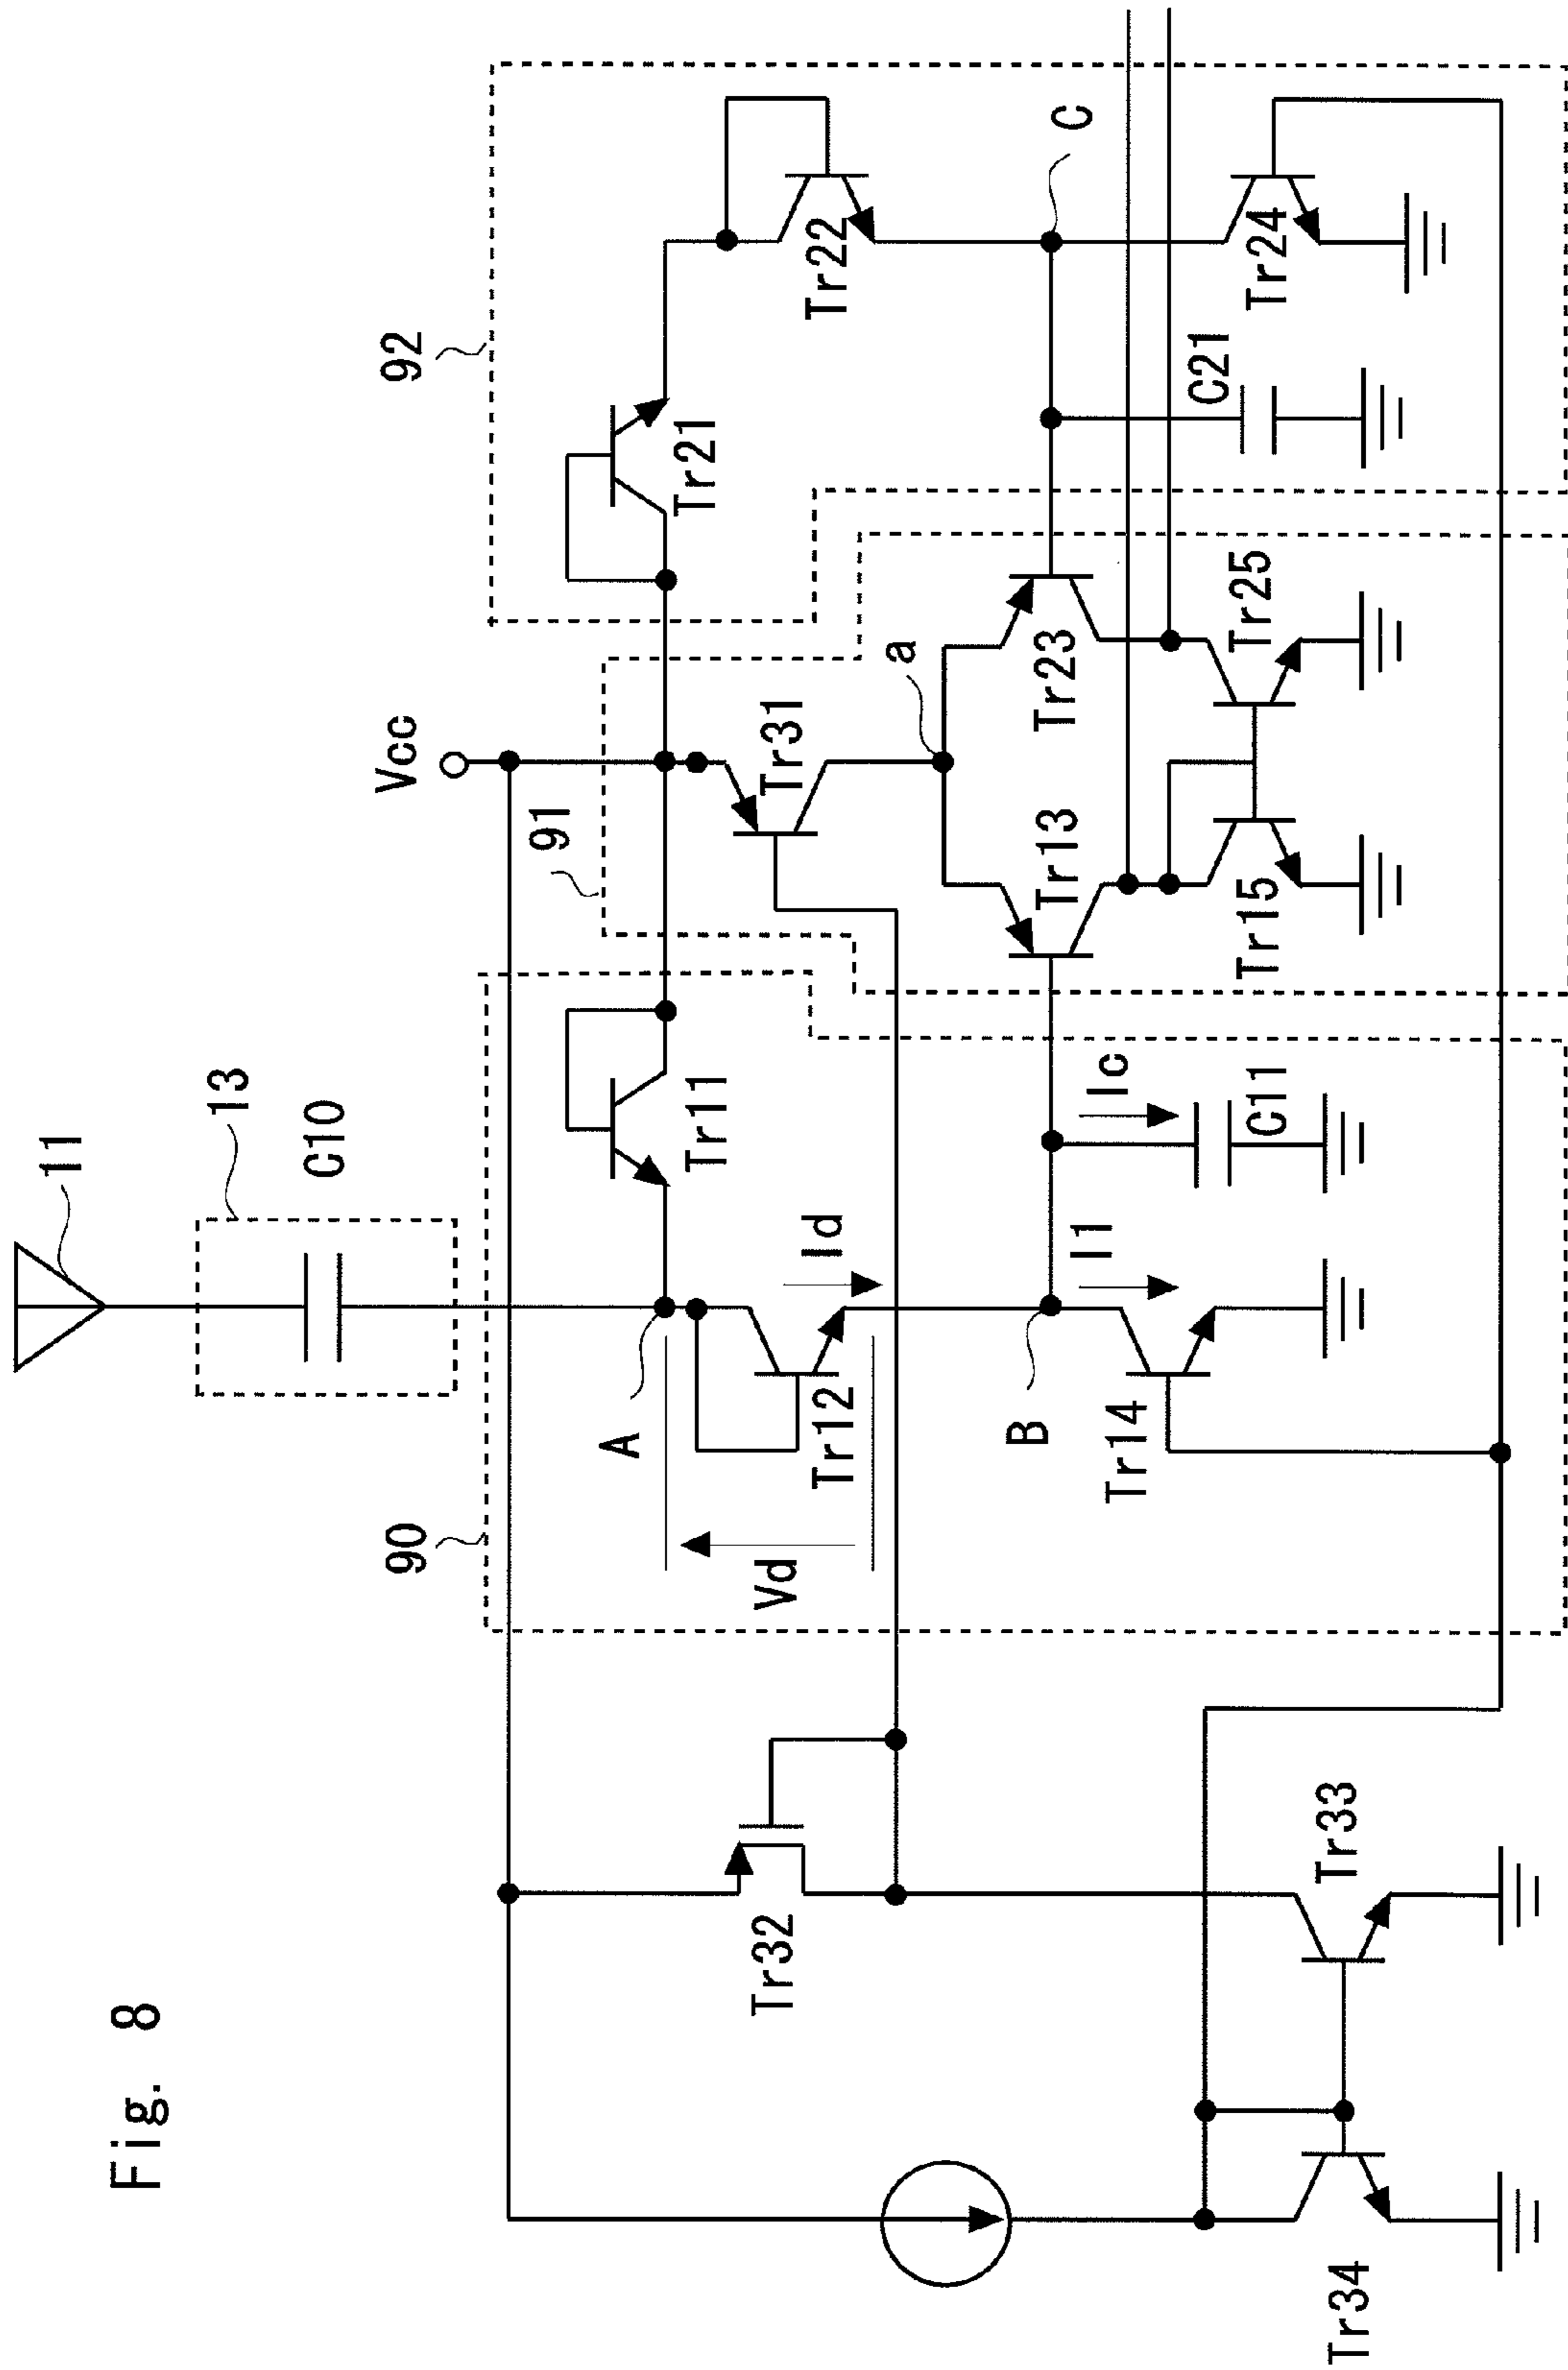 Fig. 8
11
13
C10
Vcc
92
90
91
A
Tr11
Tr21
Tr22
Tr31
Vd
Tr12
Id
Tr32
a
C
B
Tr13
Tr23
I1
Ic
C11
C21
Tr14
Tr15
Tr25
Tr24
Tr34
Tr33